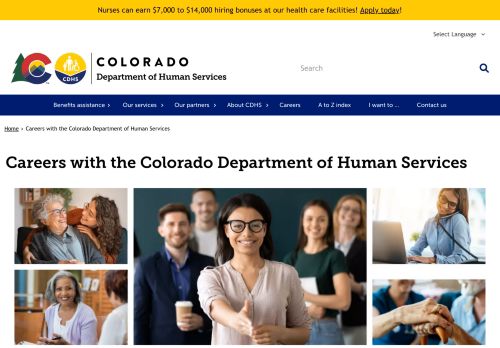 Nurses can earn $7,000 to $14,000 hiring bonuses at our health care facilities! Apply today!
Select Language
COLORADO
Department of Human Services
CDHS
Search
Benefits assistance › Our services › Our partners › About CDHS › Careers A to Z index I want to ... Contact us
Home › Careers with the Colorado Department of Human Services
Careers with the Colorado Department of Human Services